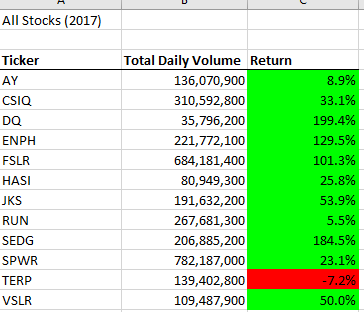 A B C
All Stocks (2017)
Ticker Total Daily Volume Return
AY 136,070,900 8.9%
CSIQ 310,592,800 33.1%
DQ 35,796,200 199.4%
ENPH 221,772,100 129.5%
FSLR 684,181,400 101.3%
HASI 80,949,300 25.8%
JKS 191,632,200 53.9%
RUN 267,681,300 5.5%
SEDG 206,885,200 184.5%
SPWR 782,187,000 23.1%
TERP 139,402,800 -7.2%
VSLR 109,487,900 50.0%